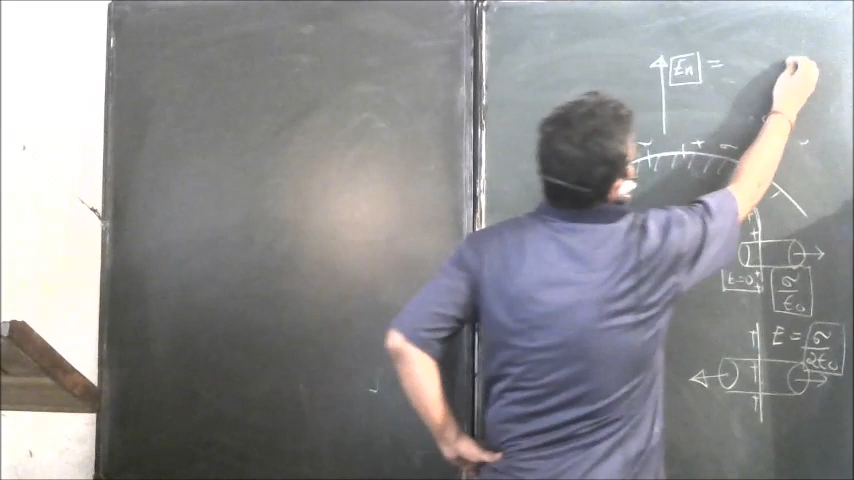 En =
E=0
σ
ε0
E = σ
2ε0